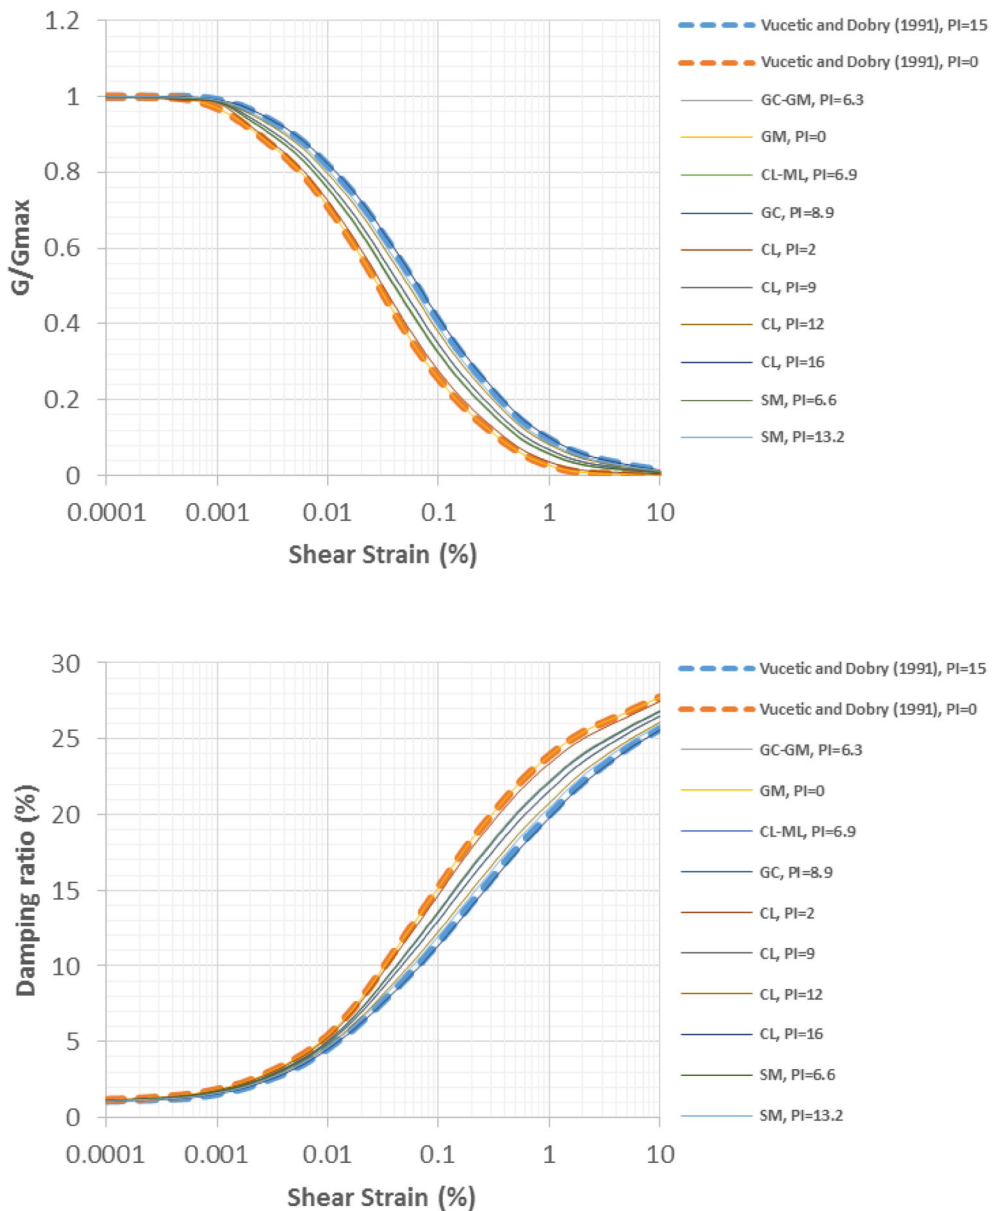 1.2
1
0.8
0.6
0.4
0.2
0
G/Gmax
0.0001 0.001 0.01 0.1 1 10
Shear Strain (%)
Vucetic and Dobry (1991), PI=15
Vucetic and Dobry (1991), PI=0
GC-GM, PI=6.3
GM, PI=0
CL-ML, PI=6.9
GC, PI=8.9
CL, PI=2
CL, PI=9
CL, PI=12
CL, PI=16
SM, PI=6.6
SM, PI=13.2
30
25
20
15
10
5
0
Damping ratio (%)
0.0001 0.001 0.01 0.1 1 10
Shear Strain (%)
Vucetic and Dobry (1991), PI=15
Vucetic and Dobry (1991), PI=0
GC-GM, PI=6.3
GM, PI=0
CL-ML, PI=6.9
GC, PI=8.9
CL, PI=2
CL, PI=9
CL, PI=12
CL, PI=16
SM, PI=6.6
SM, PI=13.2